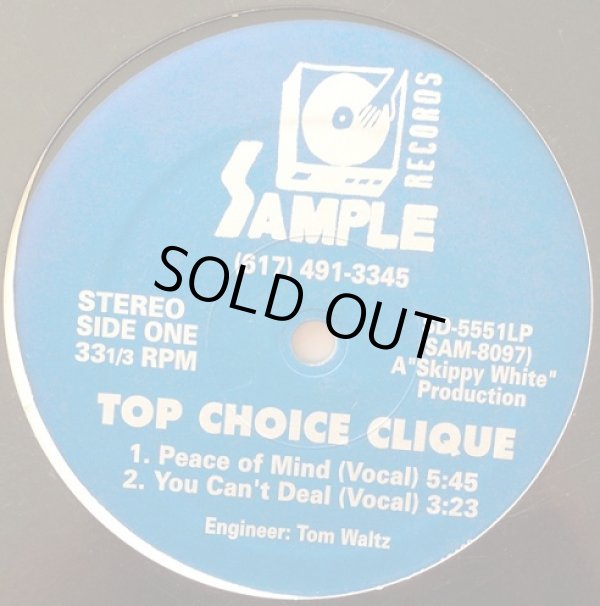 SAMPLE
RECORDS
(617) 491-3345
SOLD OUT
STEREO
SIDE ONE
33 1/3 RPM
D-5551LP
(SAM-8097)
A "Skippy White"
Production
TOP CHOICE CLIQUE
1. Peace of Mind (Vocal) 5:45
2. You Can't Deal (Vocal) 3:23
Engineer: Tom Waltz